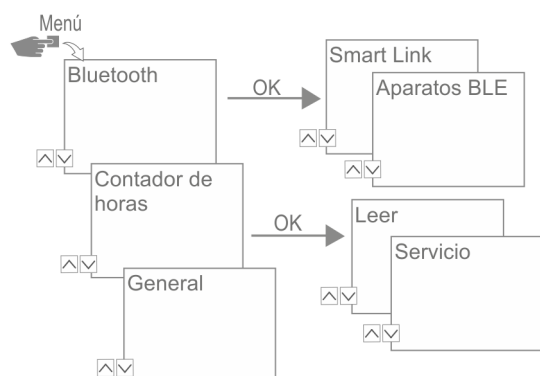 Menú
Bluetooth
OK
Smart Link
Aparatos BLE
Contador de
horas
OK
Leer
Servicio
General